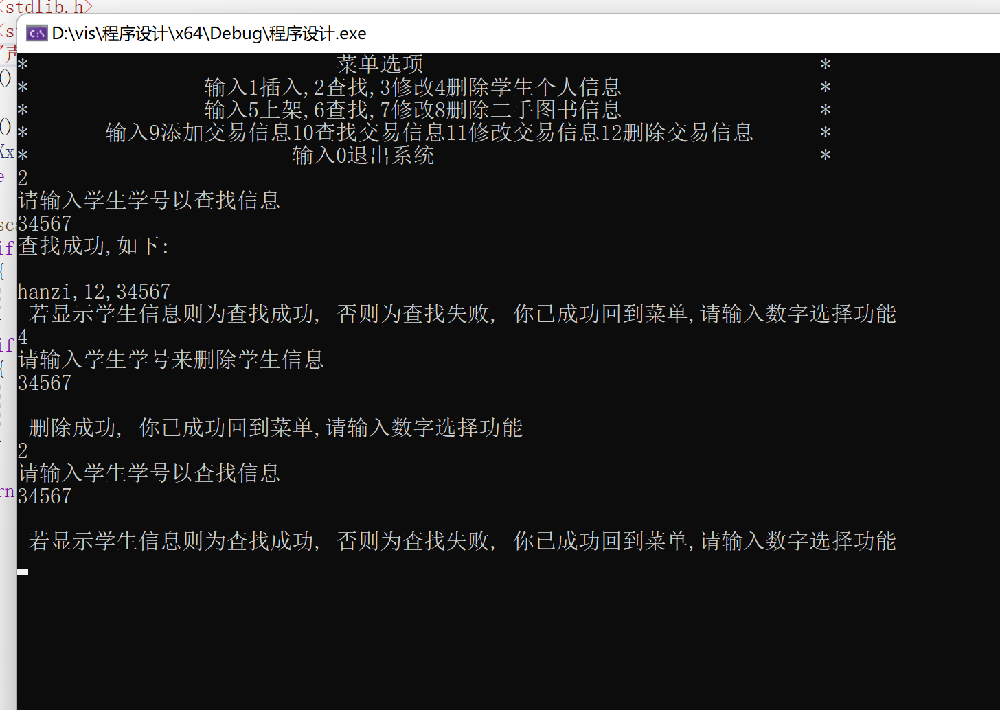 <stdlib.h>
D:\vis\程序设计\x64\Debug\程序设计.exe
* 菜单选项 *
* 输入1插入,2查找,3修改4删除学生个人信息 *
* 输入5上架,6查找,7修改8删除二手图书信息 *
* 输入9添加交易信息10查找交易信息11修改交易信息12删除交易信息 *
* 输入0退出系统 *
2
请输入学生学号以查找信息
34567
查找成功,如下:
hanzi,12,34567
若显示学生信息则为查找成功, 否则为查找失败, 你已成功回到菜单,请输入数字选择功能
4
请输入学生学号来删除学生信息
34567
删除成功, 你已成功回到菜单,请输入数字选择功能
2
请输入学生学号以查找信息
34567
若显示学生信息则为查找成功, 否则为查找失败, 你已成功回到菜单,请输入数字选择功能